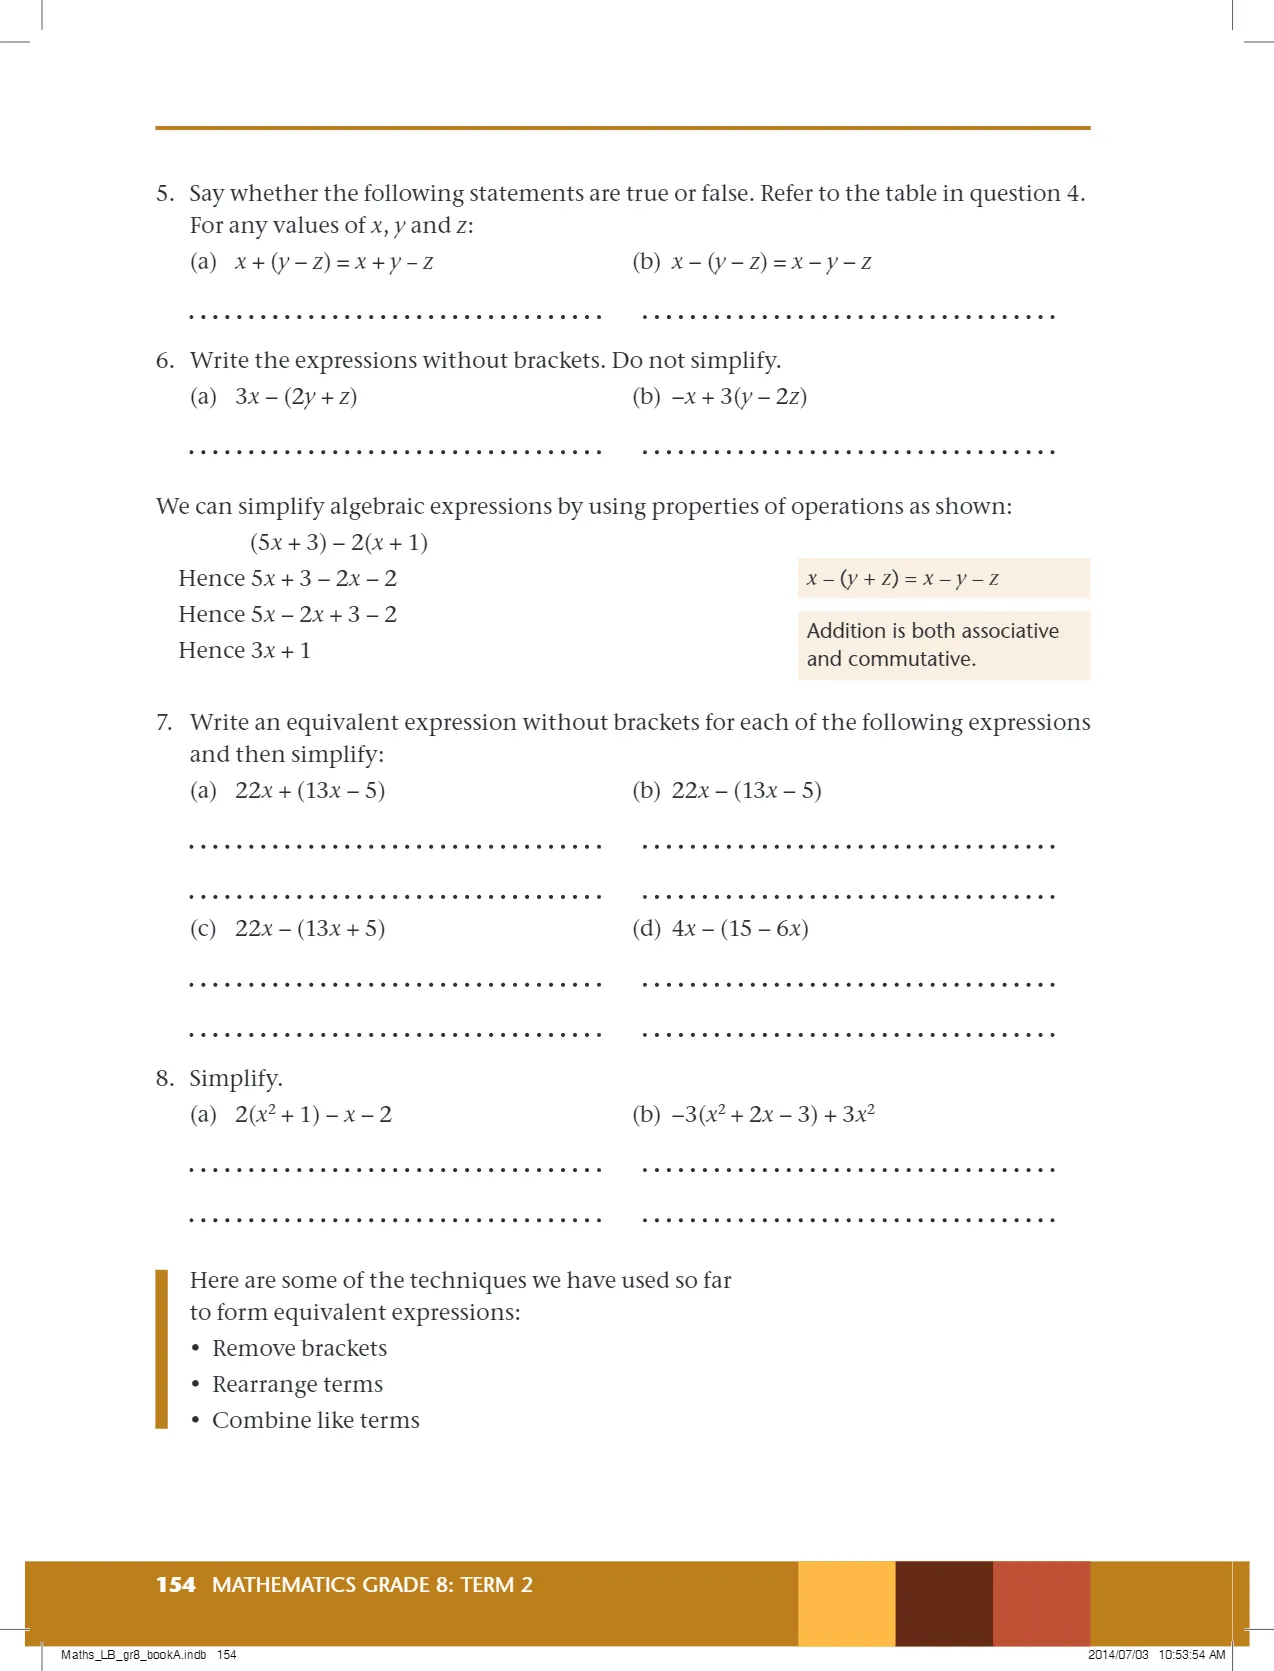 5. Say whether the following statements are true or false. Refer to the table in question 4.
For any values of x, y and z:
(a) x + (y – z) = x + y – z (b) x – (y – z) = x – y – z
6. Write the expressions without brackets. Do not simplify.
(a) 3x – (2y + z) (b) –x + 3(y – 2z)
We can simplify algebraic expressions by using properties of operations as shown:
(5x + 3) – 2(x + 1)
Hence 5x + 3 – 2x – 2
Hence 5x – 2x + 3 – 2
Hence 3x + 1
x – (y + z) = x – y – z
Addition is both associative
and commutative.
7. Write an equivalent expression without brackets for each of the following expressions
and then simplify:
(a) 22x + (13x – 5) (b) 22x – (13x – 5)
(c) 22x – (13x + 5) (d) 4x – (15 – 6x)
8. Simplify.
(a) 2(x² + 1) – x – 2 (b) –3(x² + 2x – 3) + 3x²
Here are some of the techniques we have used so far
to form equivalent expressions:
• Remove brackets
• Rearrange terms
• Combine like terms
154 MATHEMATICS GRADE 8: TERM 2
Maths_LB_gr8_bookA.indb 154 2014/07/03 10:53:54 AM